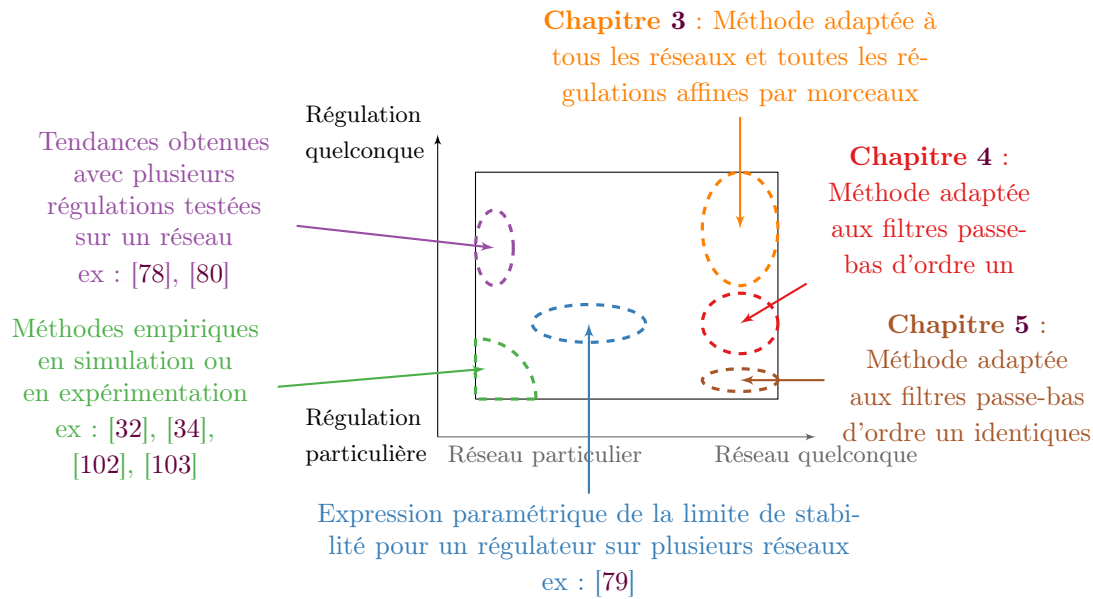 Chapitre 3 : Méthode adaptée à
tous les réseaux et toutes les ré-
gulations affines par morceaux
Régulation
quelconque
Tendances obtenues
avec plusieurs
régulations testées
sur un réseau
ex : [78], [80]
Chapitre 4 :
Méthode adaptée
aux filtres passe-
bas d'ordre un
Méthodes empiriques
en simulation ou
en expérimentation
ex : [32], [34],
[102], [103]
Chapitre 5 :
Méthode adaptée
aux filtres passe-bas
d'ordre un identiques
Régulation
particulière
Réseau particulier
Réseau quelconque
Expression paramétrique de la limite de stabi-
lité pour un régulateur sur plusieurs réseaux
ex : [79]